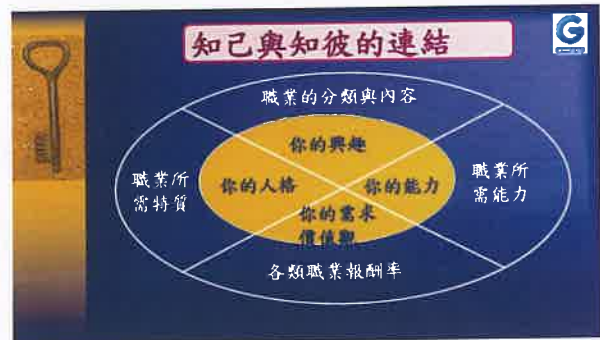 知己與知彼的連結
G
職業的分類與內容
你的興趣
職業所
需特質
你的人格
你的能力
職業所
需能力
你的需求
價值觀
各類職業報酬率